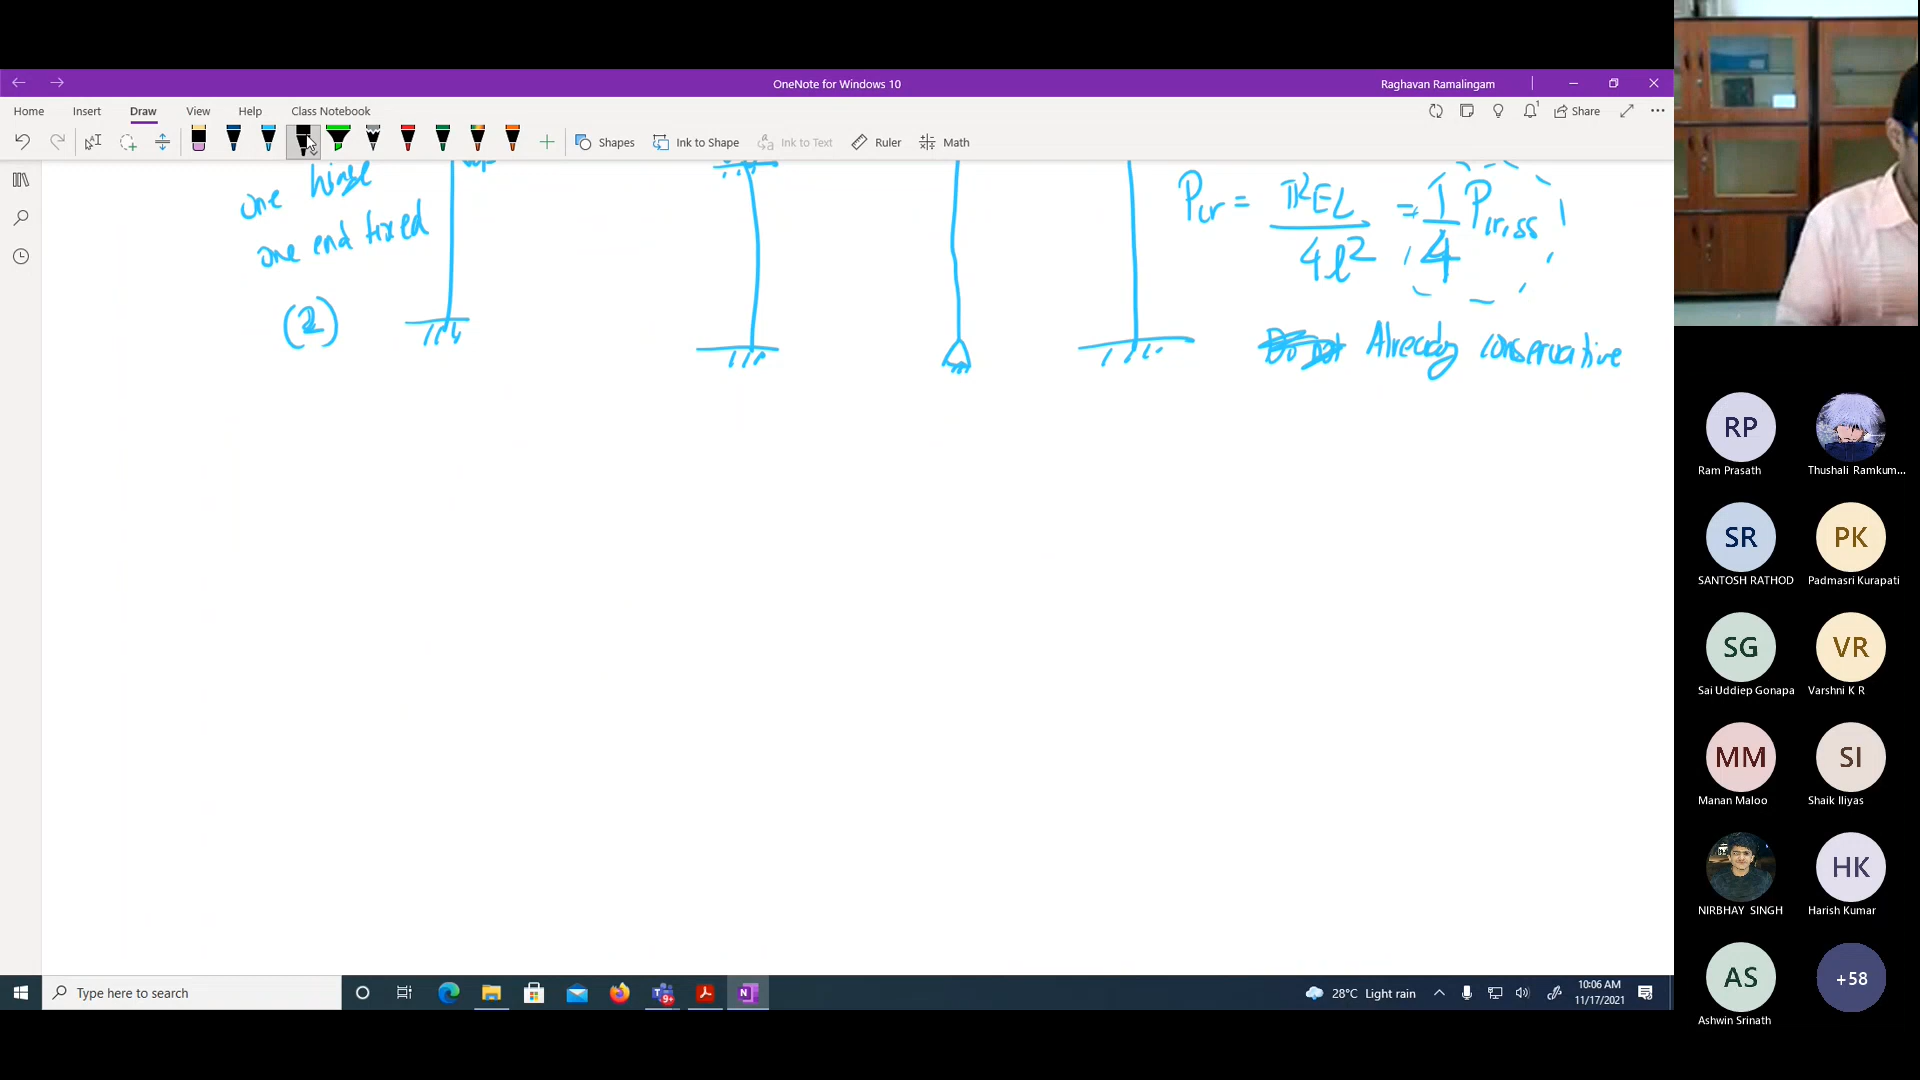 OneNote for Windows 10
Raghavan Ramalingam
Home Insert Draw View Help Class Notebook
Share
Shapes Ink to Shape Ink to Text Ruler Math
one hinge
one end fixed
(2)
Pcr = π²EI / 4l² = 1/4 Pcr,ss
Already conservative
RP
Ram Prasath
Thushali Ramkum...
SR
SANTOSH RATHOD
PK
Padmasri Kurapati
SG
Sai Uddiep Gonapa
VR
Varshni K R
MM
Manan Maloo
SI
Shaik Iliyas
NIRBHAY SINGH
HK
Harish Kumar
AS
Ashwin Srinath
+58
Type here to search
9+
28°C Light rain
10:06 AM
11/17/2021